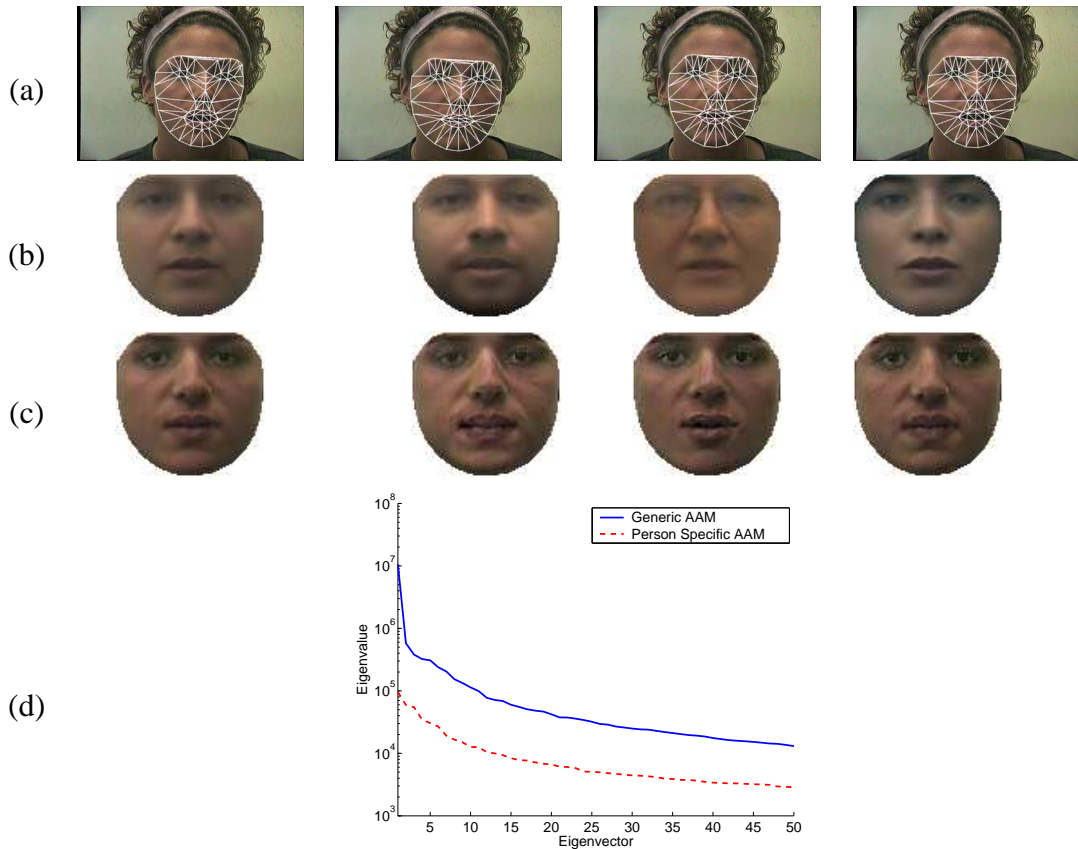 (a)
(b)
(c)
(d)
10^8
10^7
10^6
10^5
10^4
10^3
Eigenvalue
Generic AAM
Person Specific AAM
5 10 15 20 25 30 35 40 45 50
Eigenvector